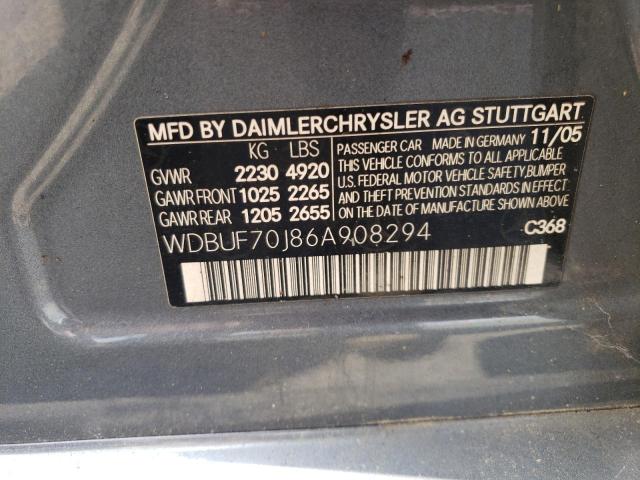 MFD BY DAIMLERCHRYSLER AG STUTTGART
KG LBS
GVWR 2230 4920
GAWR FRONT 1025 2265
GAWR REAR 1205 2655
PASSENGER CAR MADE IN GERMANY 11/05
THIS VEHICLE CONFORMS TO ALL APPLICABLE
U.S. FEDERAL MOTOR VEHICLE SAFETY,BUMPER
AND THEFT PREVENTION STANDARDS IN EFFECT
ON THE DATE OF MANUFACTURE SHOWN ABOVE.
WDBUF70J86A908294
C368